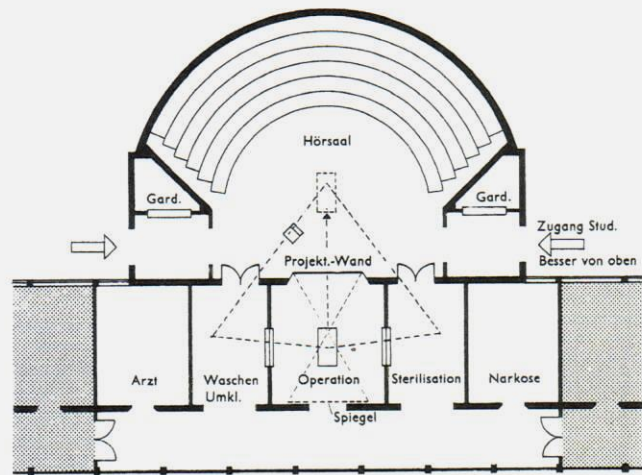 Hörsaal
Gard.
Gard.
Zugang Stud.
Projekt.-Wand
Besser von oben
Arzt
Waschen
Umkl.
Operation
Sterilisation
Narkose
Spiegel